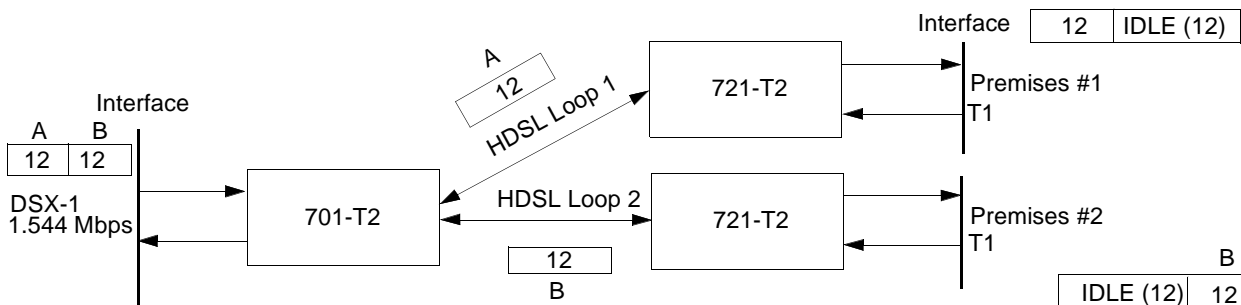 Interface
12 IDLE (12)
A
12
HDSL Loop 1
721-T2
Premises #1
T1
Interface
A B
12 12
DSX-1
1.544 Mbps
701-T2
HDSL Loop 2
12
B
721-T2
Premises #2
T1
B
IDLE (12) 12